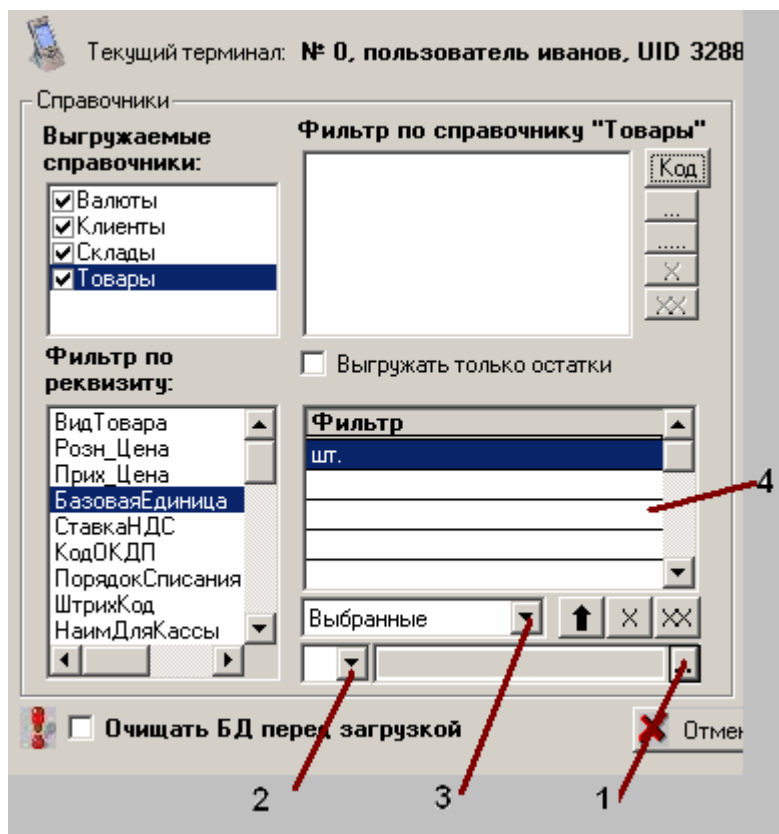 Текущий терминал: № 0, пользователь иванов, UID 3288
Справочники
Выгружаемые справочники:
Фильтр по справочнику "Товары"
Валюты
Клиенты
Склады
Товары
Код
...
.....
X
XX
Фильтр по реквизиту:
Выгружать только остатки
ВидТовара
Розн_Цена
Прих_Цена
БазоваяЕдиница
СтавкаНДС
КодОКДП
ПорядокСписания
ШтрихКод
НаимДляКассы
Фильтр
шт.
4
Выбранные
X
XX
Очищать БД перед загрузкой
Отмен
2
3
1